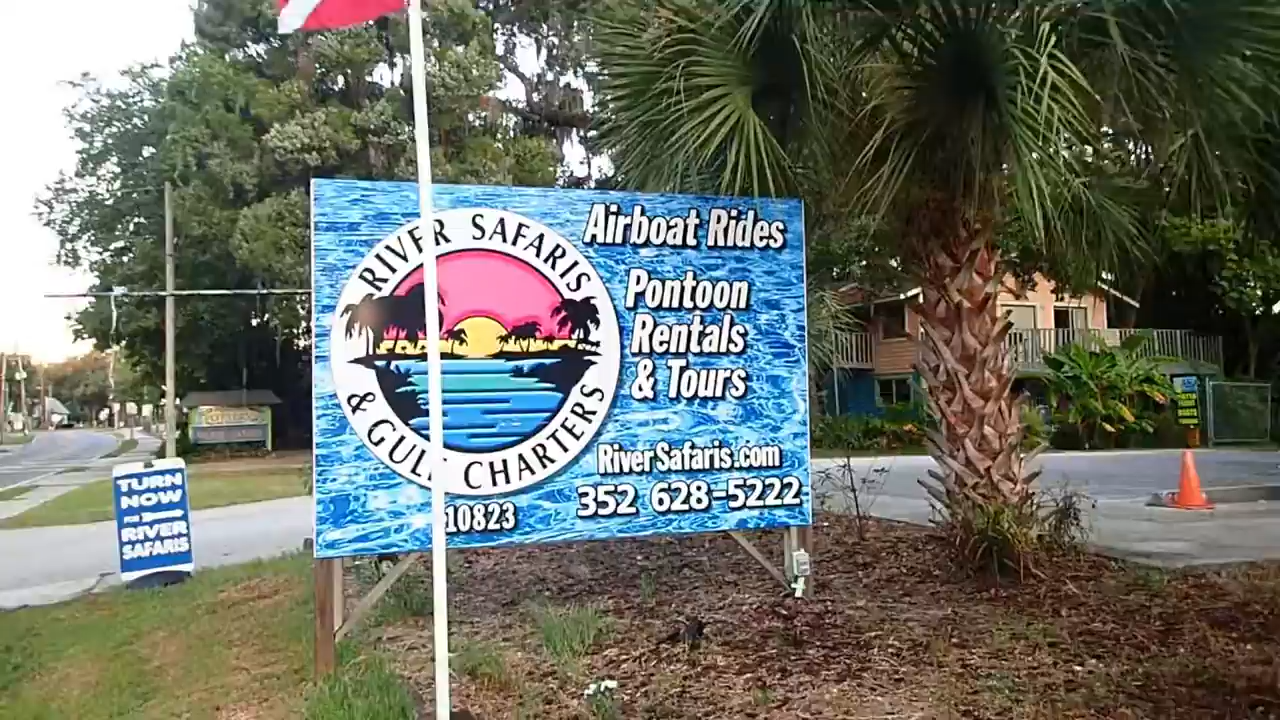 RIVER SAFARIS
& GULF CHARTERS
Airboat Rides
Pontoon
Rentals
& Tours
RiverSafaris.com
352 628-5222
10823
TURN
NOW
FOR
RIVER
SAFARIS